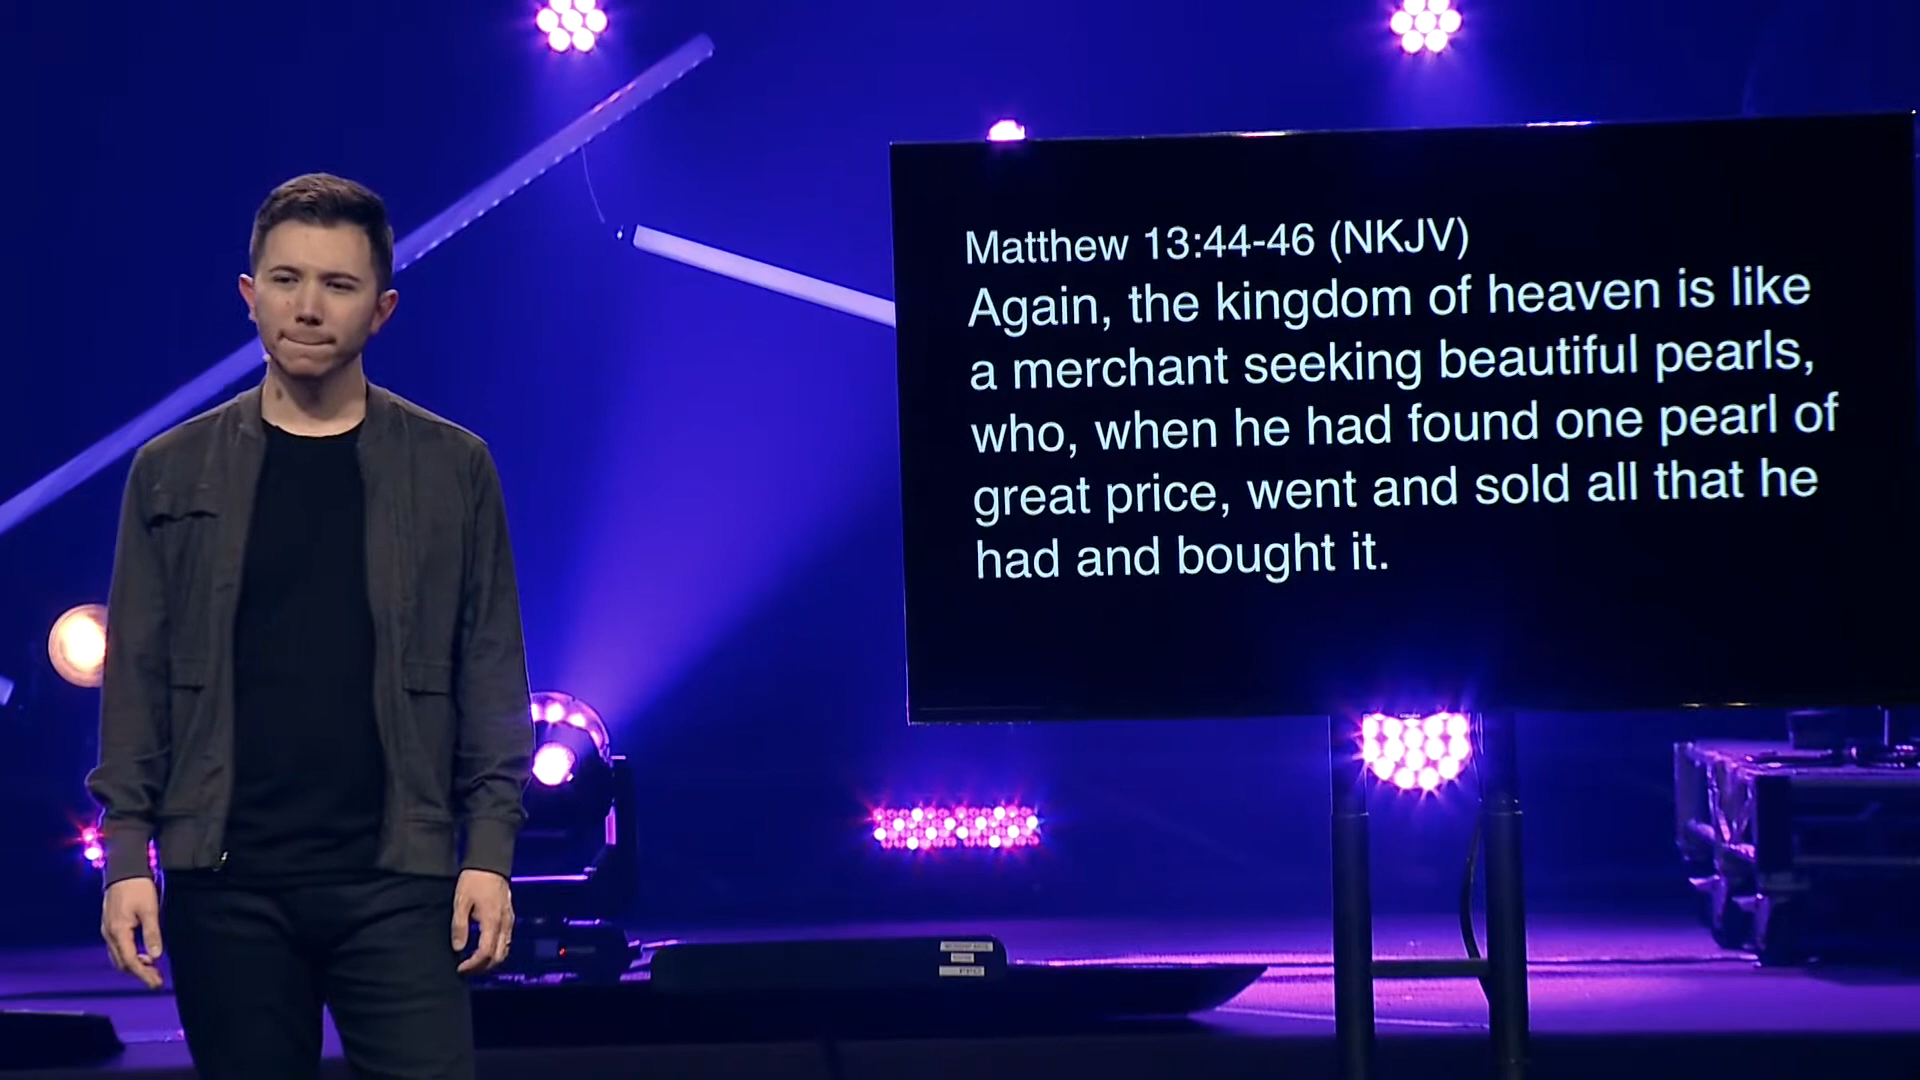 Matthew 13:44-46 (NKJV)
Again, the kingdom of heaven is like
a merchant seeking beautiful pearls,
who, when he had found one pearl of
great price, went and sold all that he
had and bought it.